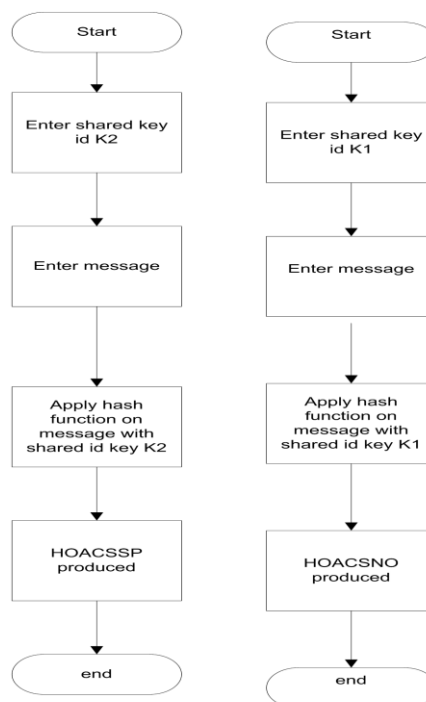 Start
Enter shared key
id K2
Enter message
Apply hash
function on
message with
shared id key K2
HOACSSP
produced
end
Start
Enter shared key
id K1
Enter message
Apply hash
function on
message with
shared id key K1
HOACSNO
produced
end